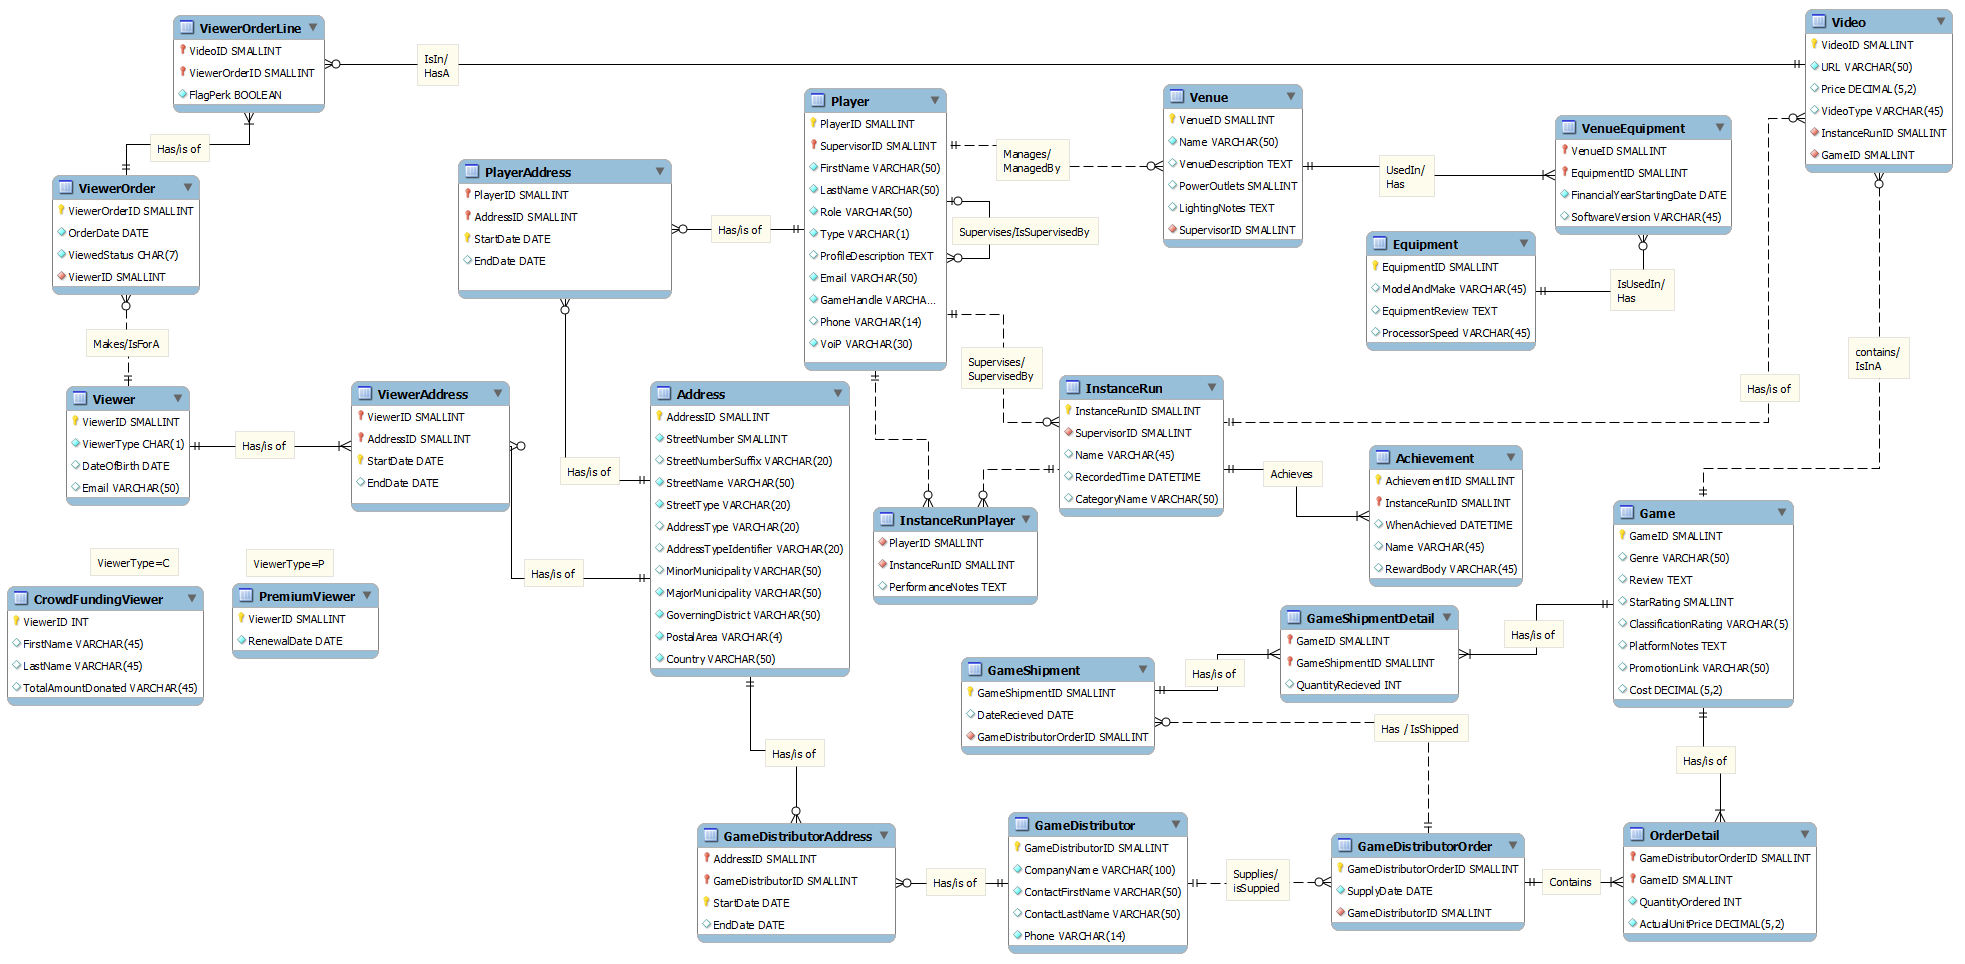 ViewerOrderLine
VideoID SMALLINT
ViewerOrderID SMALLINT
FlagPerk BOOLEAN
IsIn/
HasA
Video
VideoID SMALLINT
URL VARCHAR(50)
Price DECIMAL(5,2)
VideoType VARCHAR(45)
InstanceRunID SMALLINT
GameID SMALLINT
Has/is of
ViewerOrder
ViewerOrderID SMALLINT
OrderDate DATE
ViewedStatus CHAR(7)
ViewerID SMALLINT
Makes/IsForA
PlayerAddress
PlayerID SMALLINT
AddressID SMALLINT
StartDate DATE
EndDate DATE
Has/is of
Player
PlayerID SMALLINT
SupervisorID SMALLINT
FirstName VARCHAR(50)
LastName VARCHAR(50)
Role VARCHAR(50)
Type VARCHAR(1)
ProfileDescription TEXT
Email VARCHAR(50)
GameHandle VARCHA...
Phone VARCHAR(14)
VoiP VARCHAR(30)
Manages/
ManagedBy
Supervises/IsSupervisedBy
Supervises/
SupervisedBy
Venue
VenueID SMALLINT
Name VARCHAR(50)
VenueDescription TEXT
PowerOutlets SMALLINT
LightingNotes TEXT
SupervisorID SMALLINT
UsedIn/
Has
VenueEquipment
VenueID SMALLINT
EquipmentID SMALLINT
FinancialYearStartingDate DATE
SoftwareVersion VARCHAR(45)
Equipment
EquipmentID SMALLINT
ModelAndMake VARCHAR(45)
EquipmentReview TEXT
ProcessorSpeed VARCHAR(45)
IsUsedIn/
Has
contains/
IsInA
Has/is of
Viewer
ViewerID SMALLINT
ViewerType CHAR(1)
DateOfBirth DATE
Email VARCHAR(50)
Has/is of
ViewerAddress
ViewerID SMALLINT
AddressID SMALLINT
StartDate DATE
EndDate DATE
Has/is of
Has/is of
Address
AddressID SMALLINT
StreetNumber SMALLINT
StreetNumberSuffix VARCHAR(20)
StreetName VARCHAR(50)
StreetType VARCHAR(20)
AddressType VARCHAR(20)
AddressTypeIdentifier VARCHAR(20)
MinorMunicipality VARCHAR(50)
MajorMunicipality VARCHAR(50)
GoverningDistrict VARCHAR(50)
PostalArea VARCHAR(4)
Country VARCHAR(50)
InstanceRun
InstanceRunID SMALLINT
SupervisorID SMALLINT
Name VARCHAR(45)
RecordedTime DATETIME
CategoryName VARCHAR(50)
Achieves
Achievement
AchievementID SMALLINT
InstanceRunID SMALLINT
WhenAchieved DATETIME
Name VARCHAR(45)
RewardBody VARCHAR(45)
InstanceRunPlayer
PlayerID SMALLINT
InstanceRunID SMALLINT
PerformanceNotes TEXT
Game
GameID SMALLINT
Genre VARCHAR(50)
Review TEXT
StarRating SMALLINT
ClassificationRating VARCHAR(5)
PlatformNotes TEXT
PromotionLink VARCHAR(50)
Cost DECIMAL(5,2)
ViewerType=C
CrowdFundingViewer
ViewerID INT
FirstName VARCHAR(45)
LastName VARCHAR(45)
TotalAmountDonated VARCHAR(45)
ViewerType=P
PremiumViewer
ViewerID SMALLINT
RenewalDate DATE
GameShipmentDetail
GameID SMALLINT
GameShipmentID SMALLINT
QuantityRecieved INT
Has/is of
Has/is of
GameShipment
GameShipmentID SMALLINT
DateRecieved DATE
GameDistributorOrderID SMALLINT
Has / IsShipped
Has/is of
Has/is of
GameDistributorAddress
AddressID SMALLINT
GameDistributorID SMALLINT
StartDate DATE
EndDate DATE
Has/is of
GameDistributor
GameDistributorID SMALLINT
CompanyName VARCHAR(100)
ContactFirstName VARCHAR(50)
ContactLastName VARCHAR(50)
Phone VARCHAR(14)
Supplies/
isSuppied
GameDistributorOrder
GameDistributorOrderID SMALLINT
SupplyDate DATE
GameDistributorID SMALLINT
Contains
OrderDetail
GameDistributorOrderID SMALLINT
GameID SMALLINT
QuantityOrdered INT
ActualUnitPrice DECIMAL(5,2)